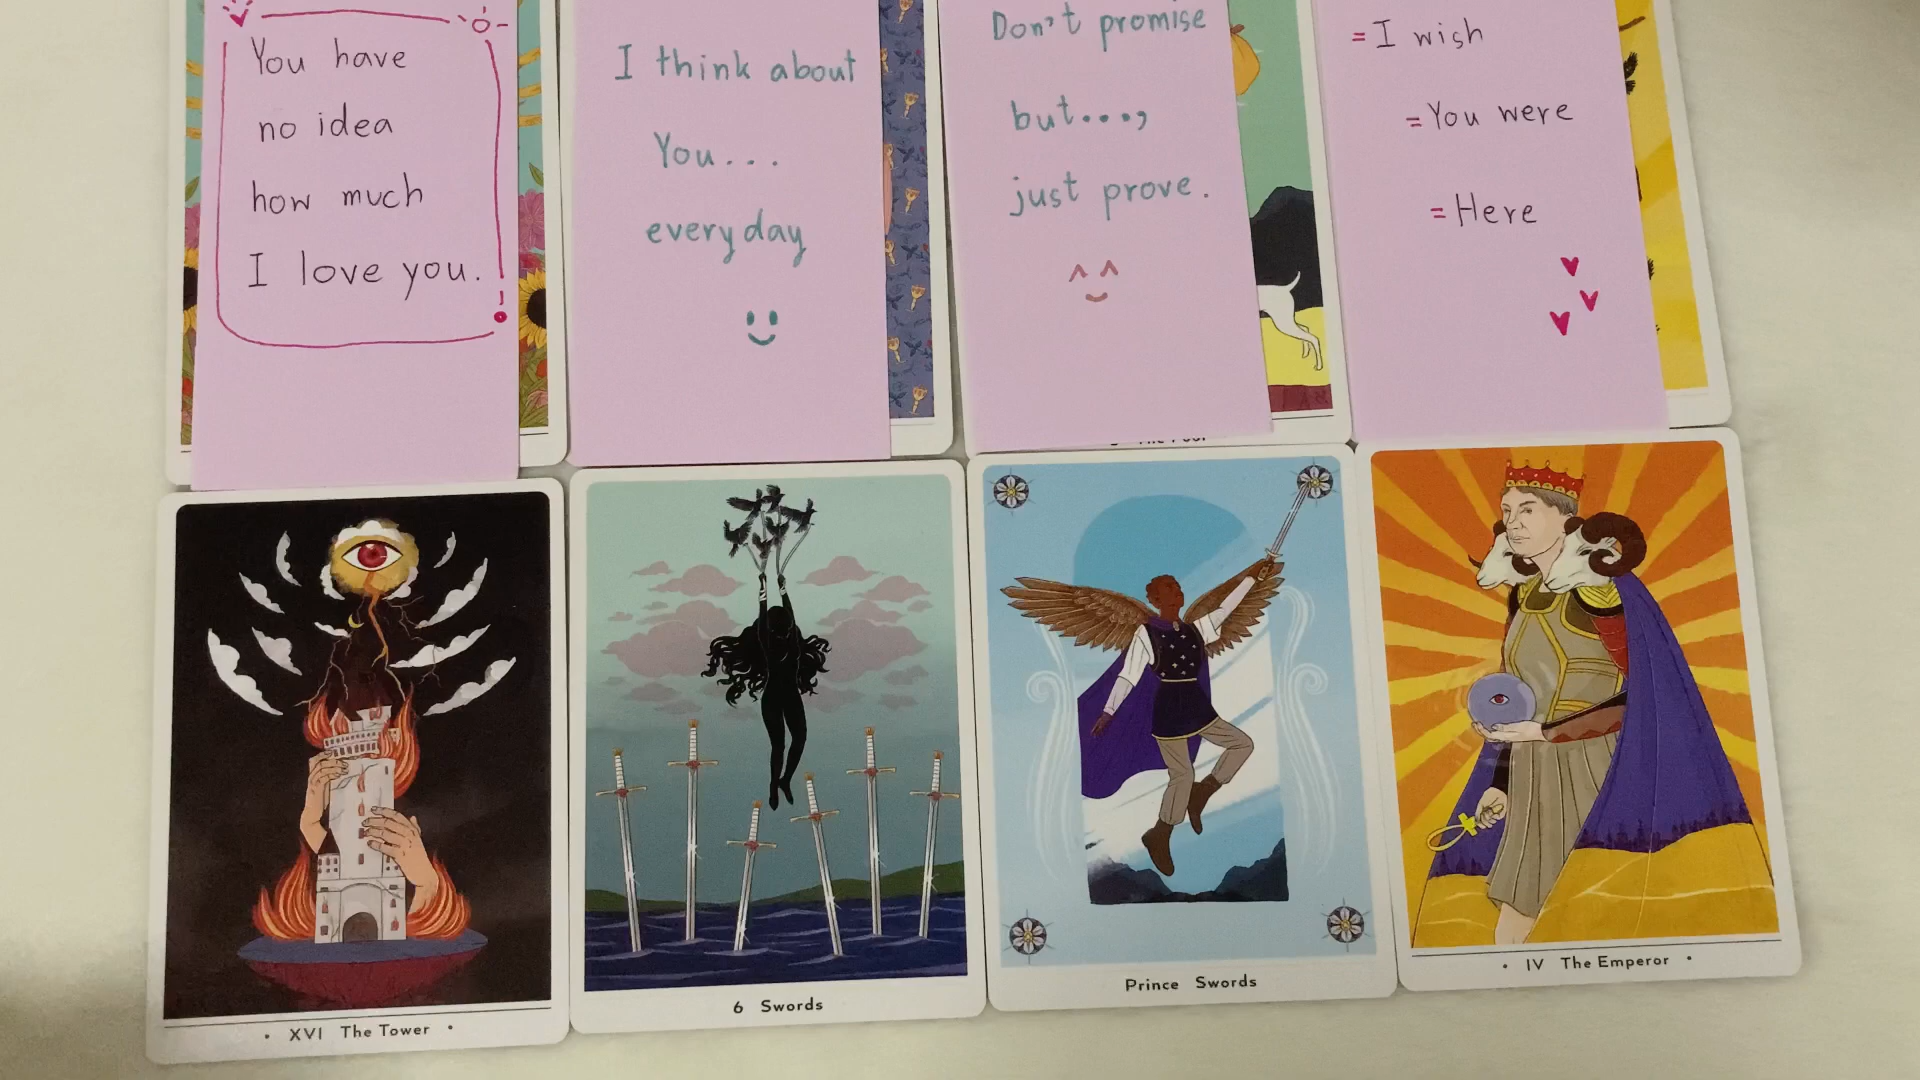 You have
no idea
how much
I love you.
I think about
You...
everyday
Don't promise
but...,
just prove.
= I wish
= You were
= Here
• XVI The Tower •
6 Swords
Prince Swords
• IV The Emperor •